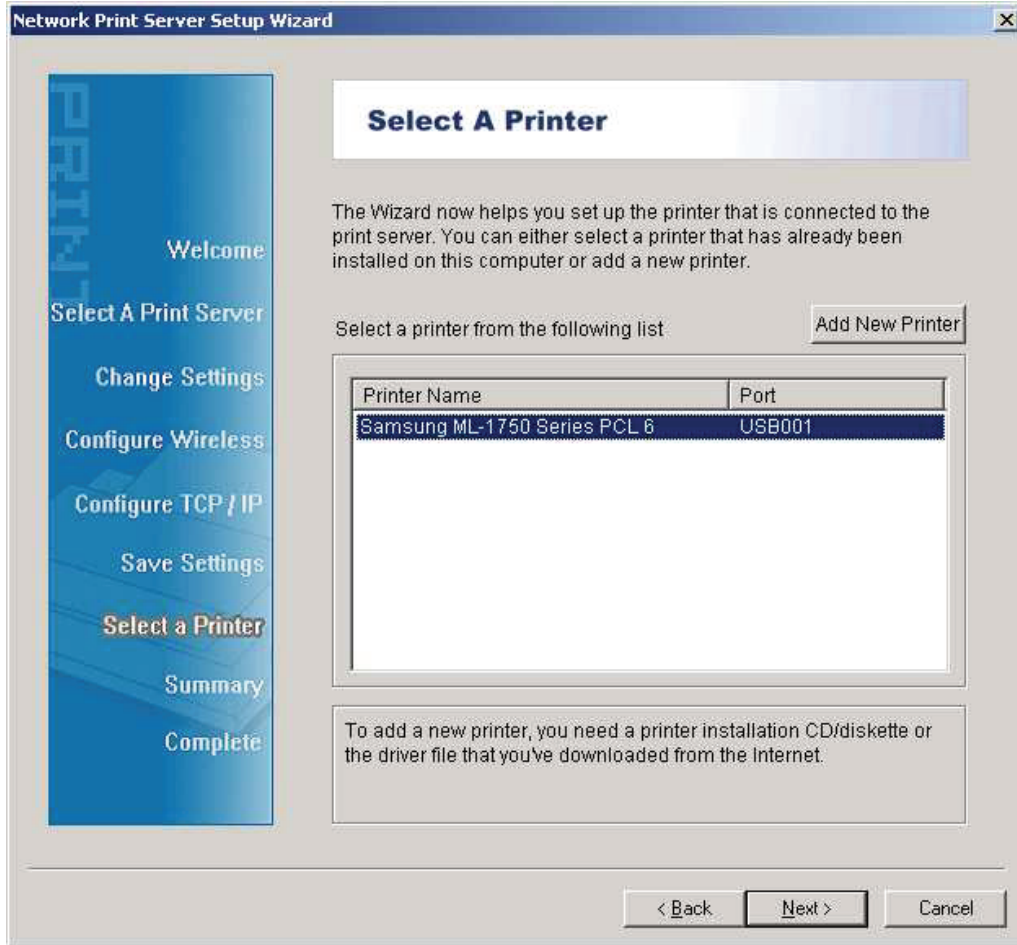 Network Print Server Setup Wizard
PRINT
Welcome
Select A Print Server
Change Settings
Configure Wireless
Configure TCP / IP
Save Settings
Select a Printer
Summary
Complete
Select A Printer
The Wizard now helps you set up the printer that is connected to the
print server. You can either select a printer that has already been
installed on this computer or add a new printer.
Select a printer from the following list
Add New Printer
Printer Name Port
Samsung ML-1750 Series PCL 6 USB001
To add a new printer, you need a printer installation CD/diskette or
the driver file that you've downloaded from the Internet.
< Back Next > Cancel